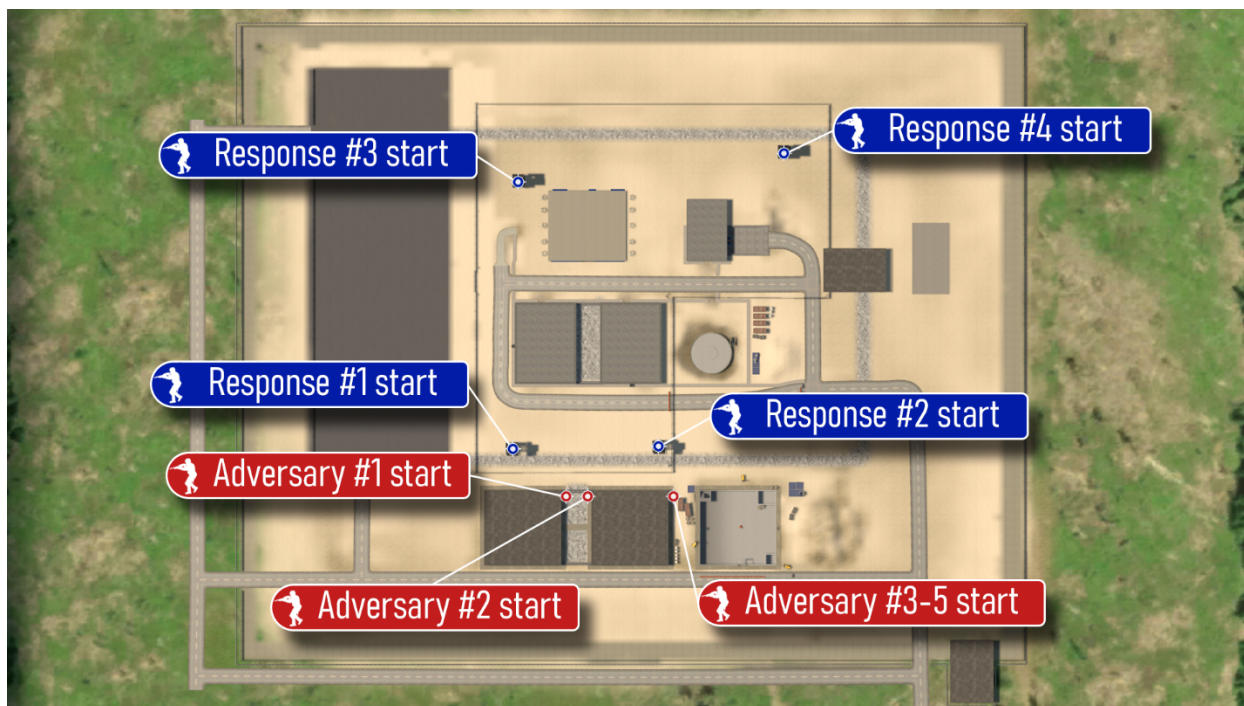 Response #4 start
Response #3 start
Response #1 start
Response #2 start
Adversary #1 start
Adversary #2 start
Adversary #3-5 start